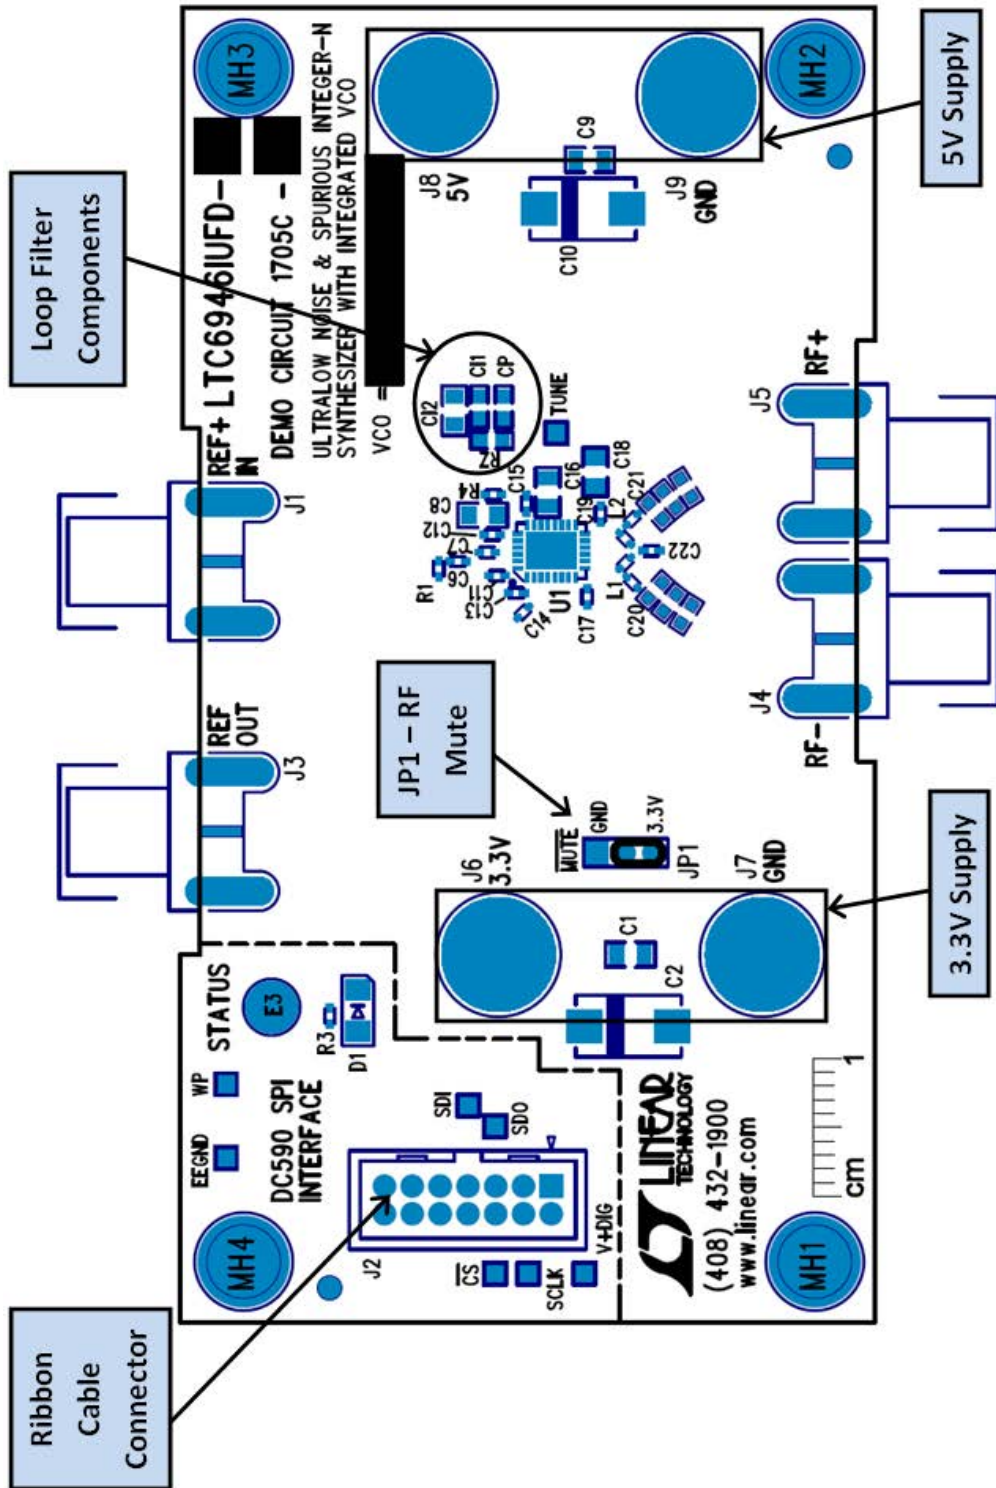 Ribbon
Cable
Connector
Loop Filter
Components
JP1 – RF
Mute
3.3V Supply
5V Supply
MH4
MH3
MH1
MH2
EEGND
WP
STATUS
E3
DC590 SPI
INTERFACE
R3
D1
J2
SDI
SDO
CS
SCLK
V+DIG
REF
OUT
J3
REF+
IN
J1
LTC6946IUFD-
DEMO CIRCUIT 1705C -
ULTRALOW NOISE & SPURIOUS INTEGER-N
SYNTHESIZER WITH INTEGRATED VCO
VCO =
J6
3.3V
C1
C2
J7
GND
MUTE
GND
3.3V
JP1
R1
C6
C7
C12
C8
R4
C11
C13
C14
C15
C16
CI2
CI1
CP
RZ
TUNE
U1
C17
C18
C19
L1
L2
C20
C21
C22
J8
5V
C9
C10
J9
GND
J4
RF-
J5
RF+
LINEAR
TECHNOLOGY
(408) 432-1900
www.linear.com
cm
1